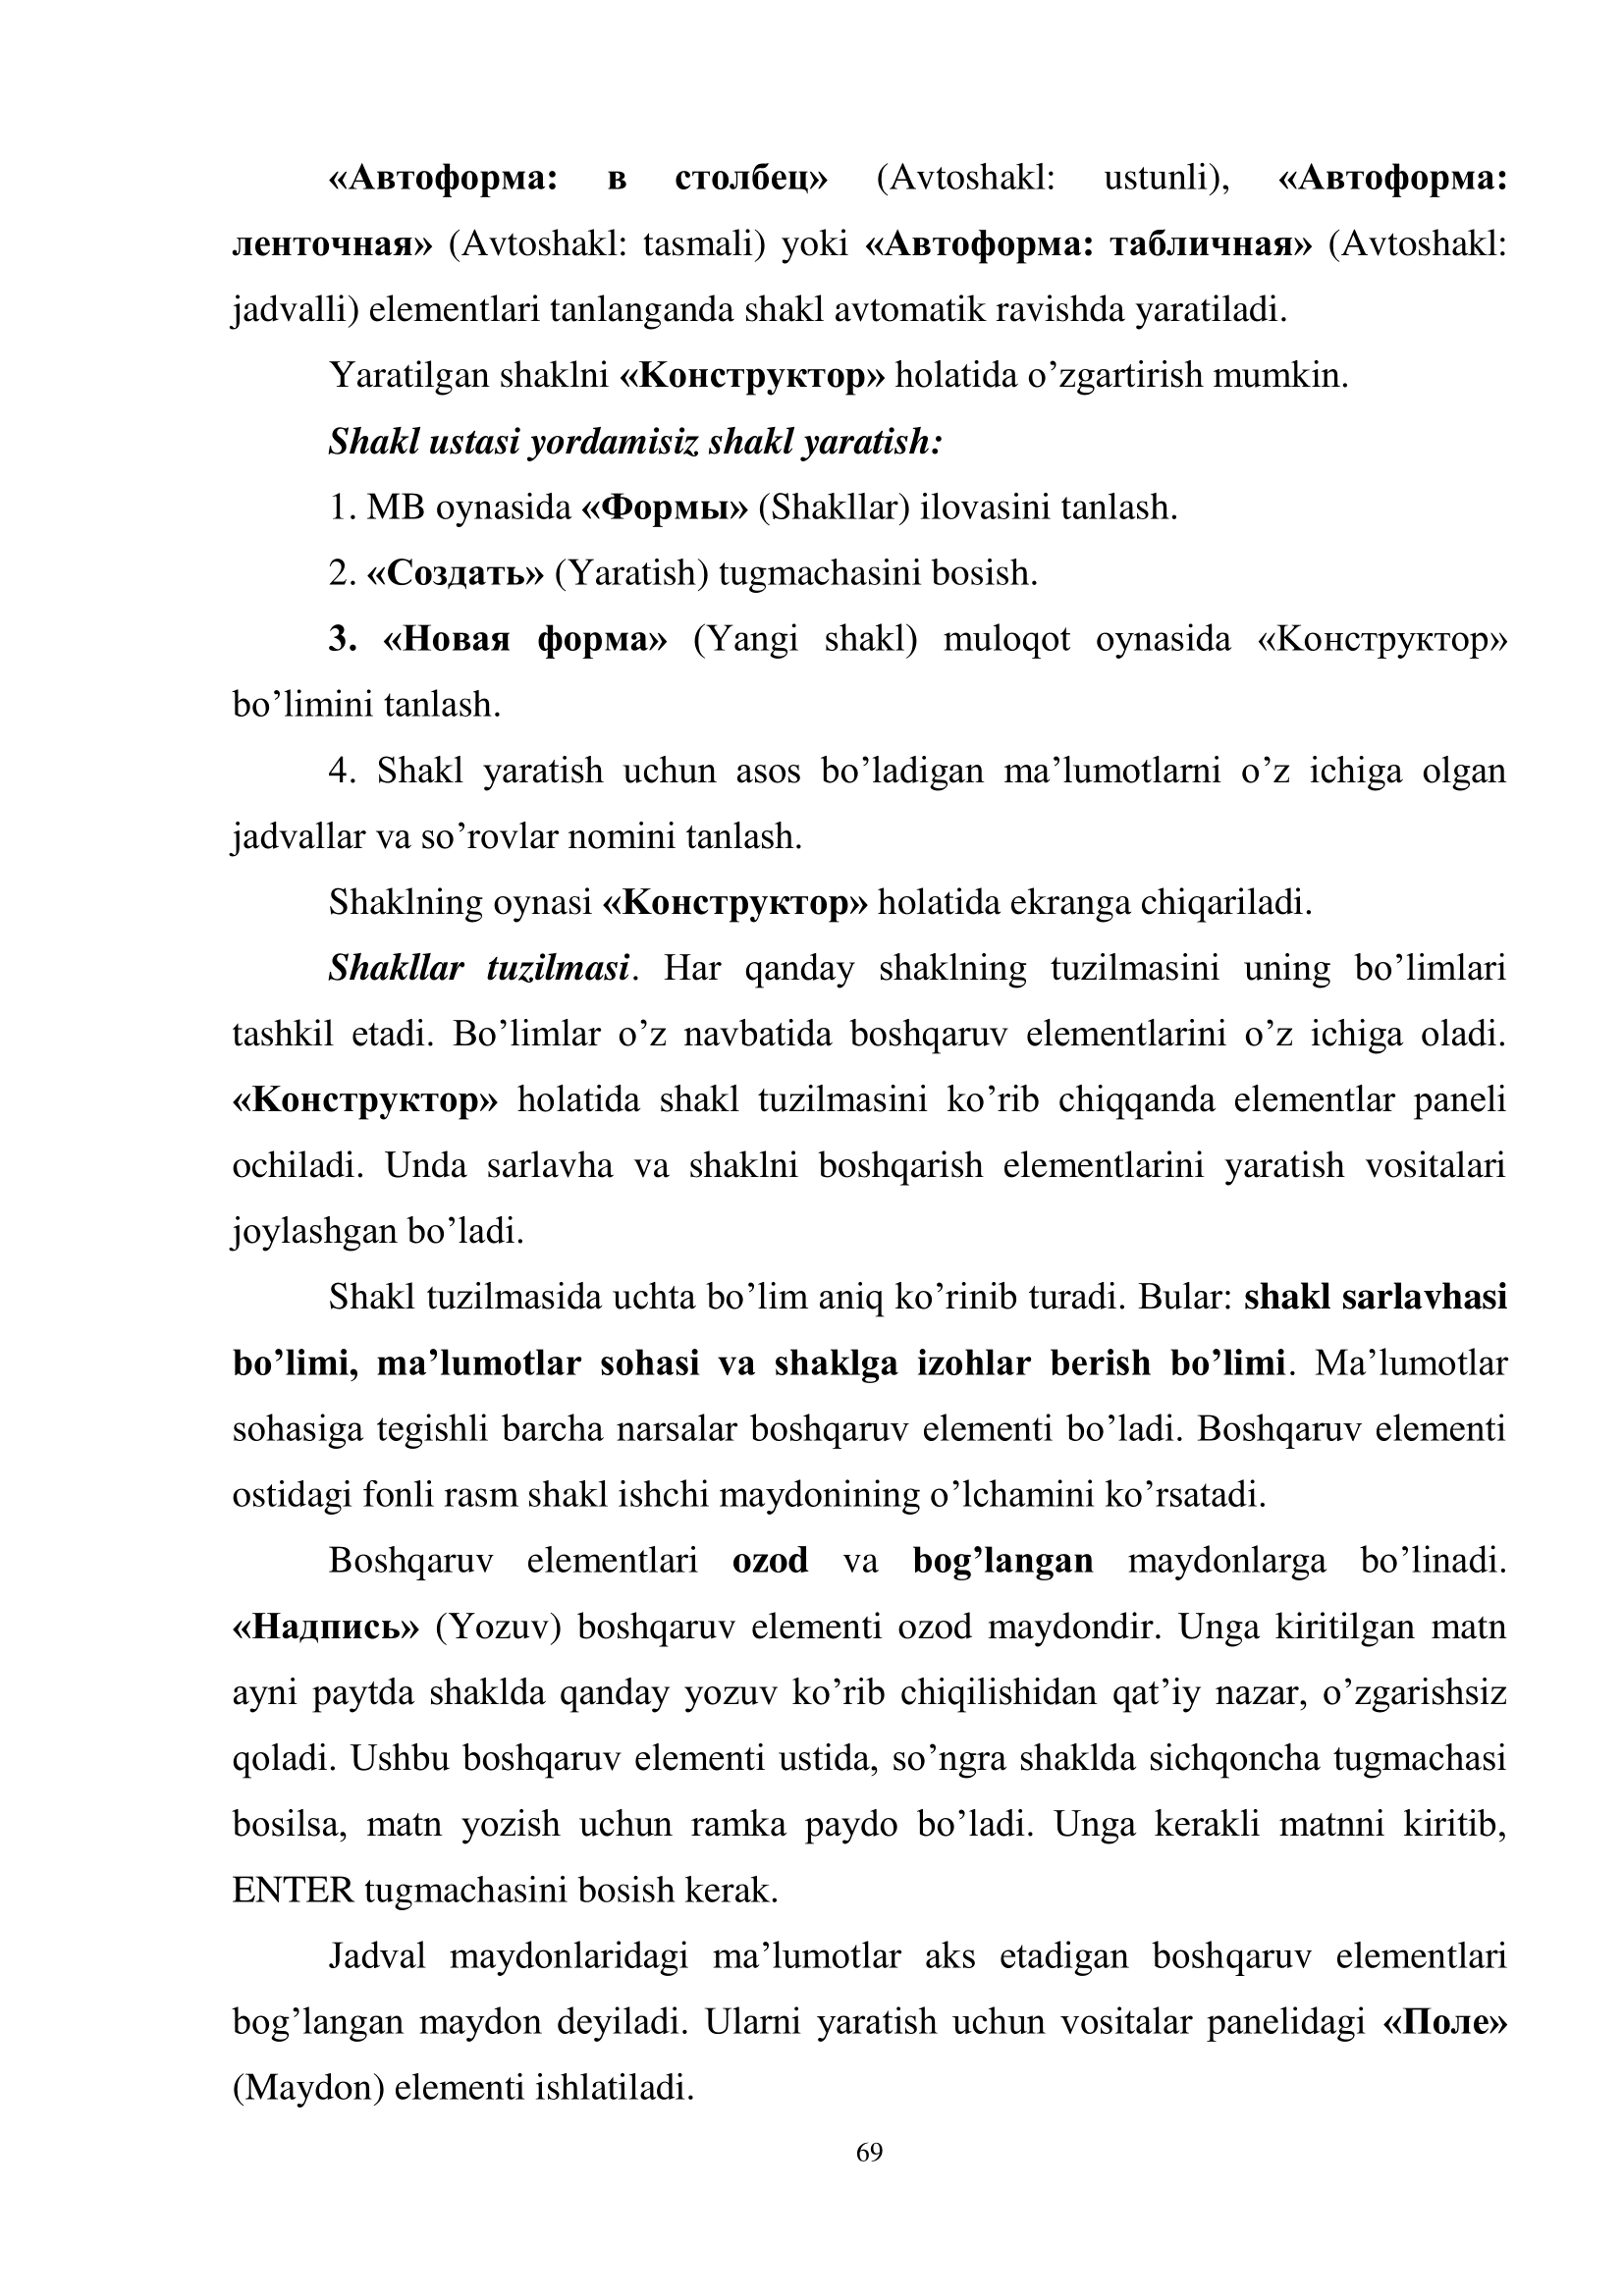 «Автоформа: в столбец» (Avtoshakl: ustunli), «Автоформа:
ленточная» (Avtoshakl: tasmali) yoki «Автоформа: табличная» (Avtoshakl:
jadvalli) elementlari tanlanganda shakl avtomatik ravishda yaratiladi.
Yaratilgan shaklni «Конструктор» holatida o’zgartirish mumkin.
Shakl ustasi yordamisiz shakl yaratish:
1. MB oynasida «Формы» (Shakllar) ilovasini tanlash.
2. «Создать» (Yaratish) tugmachasini bosish.
3. «Новая форма» (Yangi shakl) muloqot oynasida «Конструктор»
bo’limini tanlash.
4. Shakl yaratish uchun asos bo’ladigan ma’lumotlarni o’z ichiga olgan
jadvallar va so’rovlar nomini tanlash.
Shaklning oynasi «Конструктор» holatida ekranga chiqariladi.
Shakllar tuzilmasi. Har qanday shaklning tuzilmasini uning bo’limlari
tashkil etadi. Bo’limlar o’z navbatida boshqaruv elementlarini o’z ichiga oladi.
«Конструктор» holatida shakl tuzilmasini ko’rib chiqqanda elementlar paneli
ochiladi. Unda sarlavha va shaklni boshqarish elementlarini yaratish vositalari
joylashgan bo’ladi.
Shakl tuzilmasida uchta bo’lim aniq ko’rinib turadi. Bular: shakl sarlavhasi
bo’limi, ma’lumotlar sohasi va shaklga izohlar berish bo’limi. Ma’lumotlar
sohasiga tegishli barcha narsalar boshqaruv elementi bo’ladi. Boshqaruv elementi
ostidagi fonli rasm shakl ishchi maydonining o’lchamini ko’rsatadi.
Boshqaruv elementlari ozod va bog’langan maydonlarga bo’linadi.
«Надпись» (Yozuv) boshqaruv elementi ozod maydondir. Unga kiritilgan matn
ayni paytda shaklda qanday yozuv ko’rib chiqilishidan qat’iy nazar, o’zgarishsiz
qoladi. Ushbu boshqaruv elementi ustida, so’ngra shaklda sichqoncha tugmachasi
bosilsa, matn yozish uchun ramka paydo bo’ladi. Unga kerakli matnni kiritib,
ENTER tugmachasini bosish kerak.
Jadval maydonlaridagi ma’lumotlar aks etadigan boshqaruv elementlari
bog’langan maydon deyiladi. Ularni yaratish uchun vositalar panelidagi «Поле»
(Maydon) elementi ishlatiladi.
69